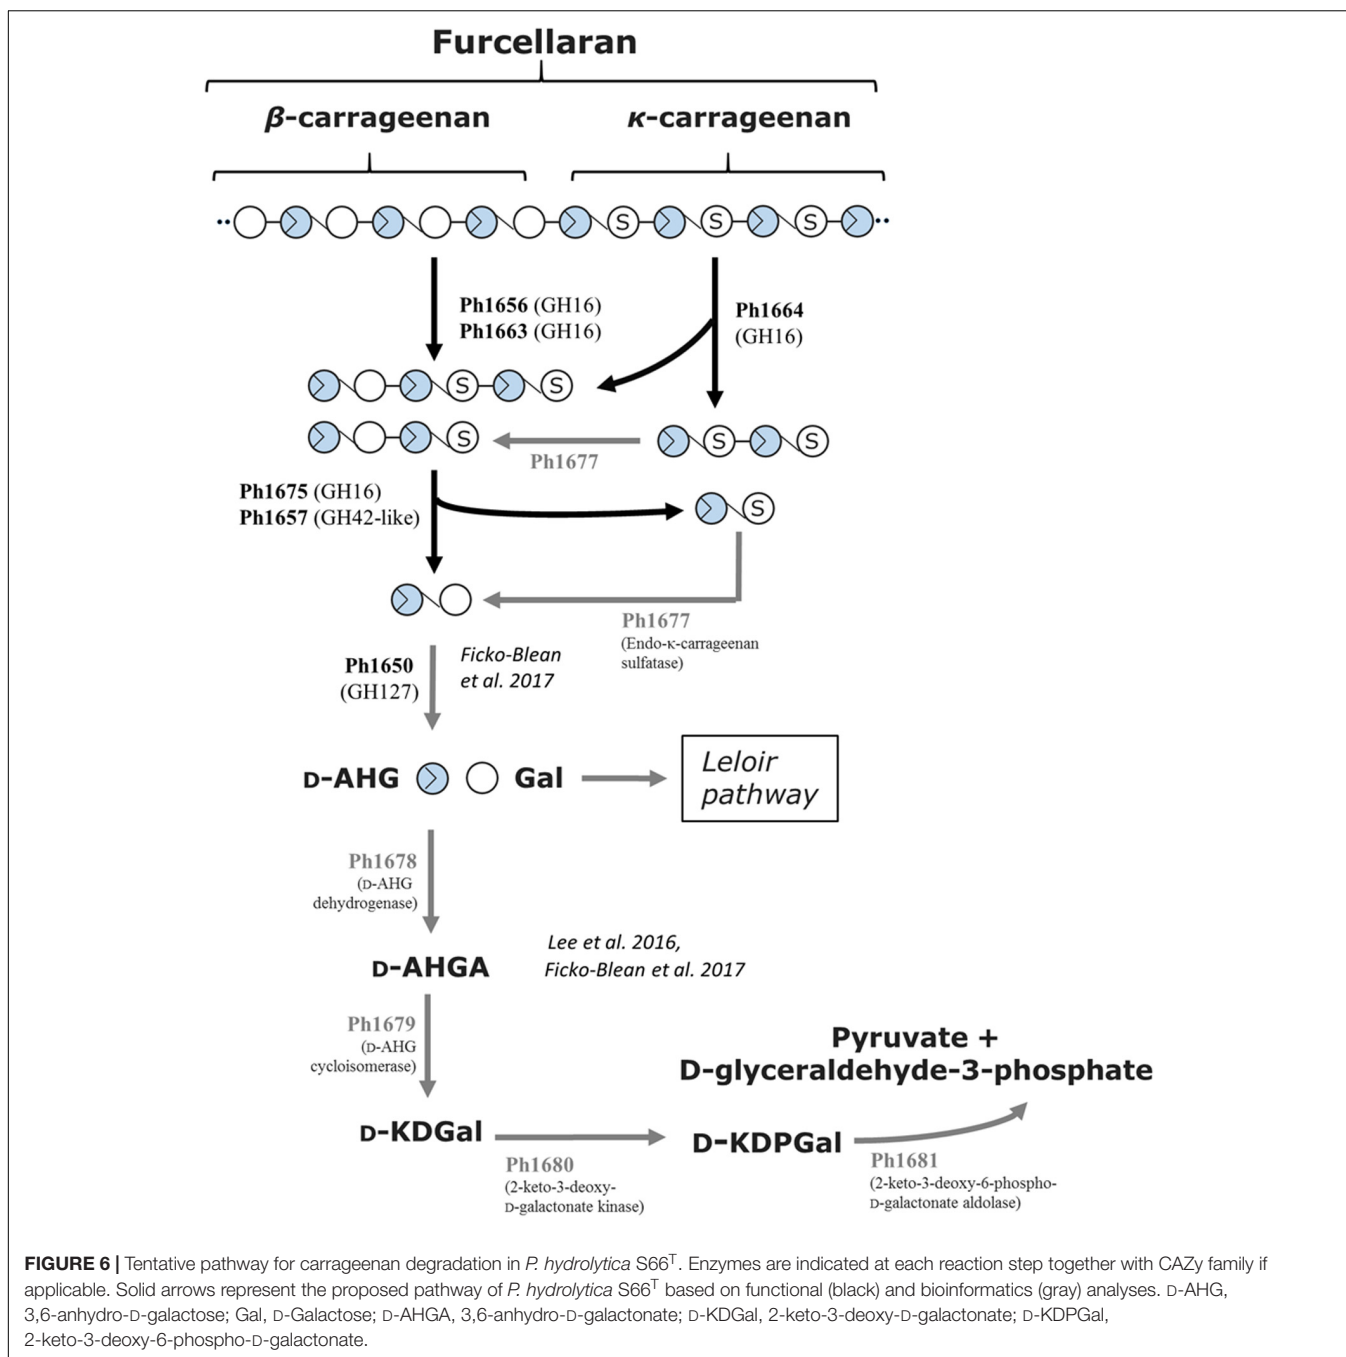 Furcellaran
β-carrageenan
κ-carrageenan
S S S
Ph1656 (GH16)
Ph1663 (GH16)
Ph1664
(GH16)
S S
S
Ph1677
S S
Ph1675 (GH16)
Ph1657 (GH42-like)
S
Ph1677
(Endo-κ-carrageenan
sulfatase)
Ph1650
(GH127)
Ficko-Blean
et al. 2017
D-AHG Gal
Leloir
pathway
Ph1678
(D-AHG
dehydrogenase)
D-AHGA
Lee et al. 2016,
Ficko-Blean et al. 2017
Ph1679
(D-AHG
cycloisomerase)
Pyruvate +
D-glyceraldehyde-3-phosphate
D-KDGal
D-KDPGal
Ph1680
(2-keto-3-deoxy-
D-galactonate kinase)
Ph1681
(2-keto-3-deoxy-6-phospho-
D-galactonate aldolase)
FIGURE 6 | Tentative pathway for carrageenan degradation in P. hydrolytica S66ᵀ. Enzymes are indicated at each reaction step together with CAZy family if
applicable. Solid arrows represent the proposed pathway of P. hydrolytica S66ᵀ based on functional (black) and bioinformatics (gray) analyses. D-AHG,
3,6-anhydro-D-galactose; Gal, D-Galactose; D-AHGA, 3,6-anhydro-D-galactonate; D-KDGal, 2-keto-3-deoxy-D-galactonate; D-KDPGal,
2-keto-3-deoxy-6-phospho-D-galactonate.